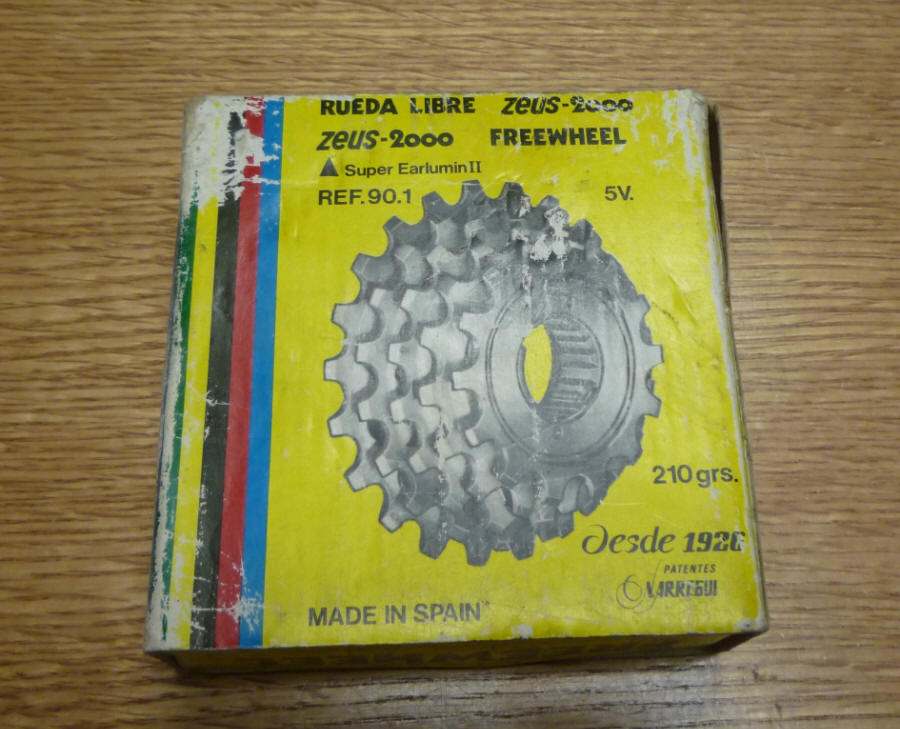 RUEDA LIBRE zeus-2000
zeus-2000 FREEWHEEL
Super Earlumin II
REF. 90.1 5V.
210 grs.
desde 1926
PATENTES
MADE IN SPAIN